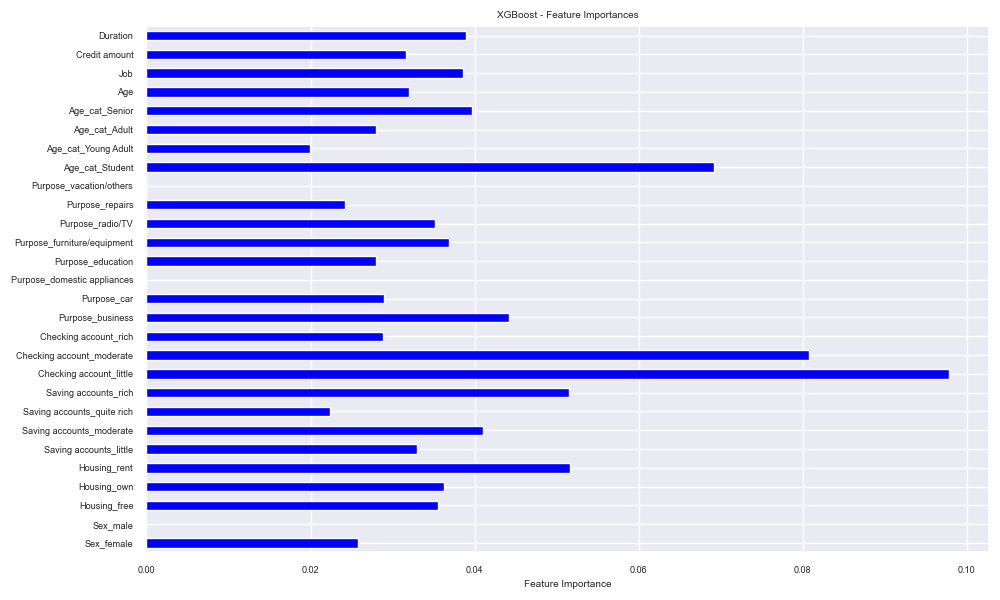 XGBoost - Feature Importances
Duration
Credit amount
Job
Age
Age_cat_Senior
Age_cat_Adult
Age_cat_Young Adult
Age_cat_Student
Purpose_vacation/others
Purpose_repairs
Purpose_radio/TV
Purpose_furniture/equipment
Purpose_education
Purpose_domestic appliances
Purpose_car
Purpose_business
Checking account_rich
Checking account_moderate
Checking account_little
Saving accounts_rich
Saving accounts_quite rich
Saving accounts_moderate
Saving accounts_little
Housing_rent
Housing_own
Housing_free
Sex_male
Sex_female
0.00 0.02 0.04 0.06 0.08 0.10
Feature Importance